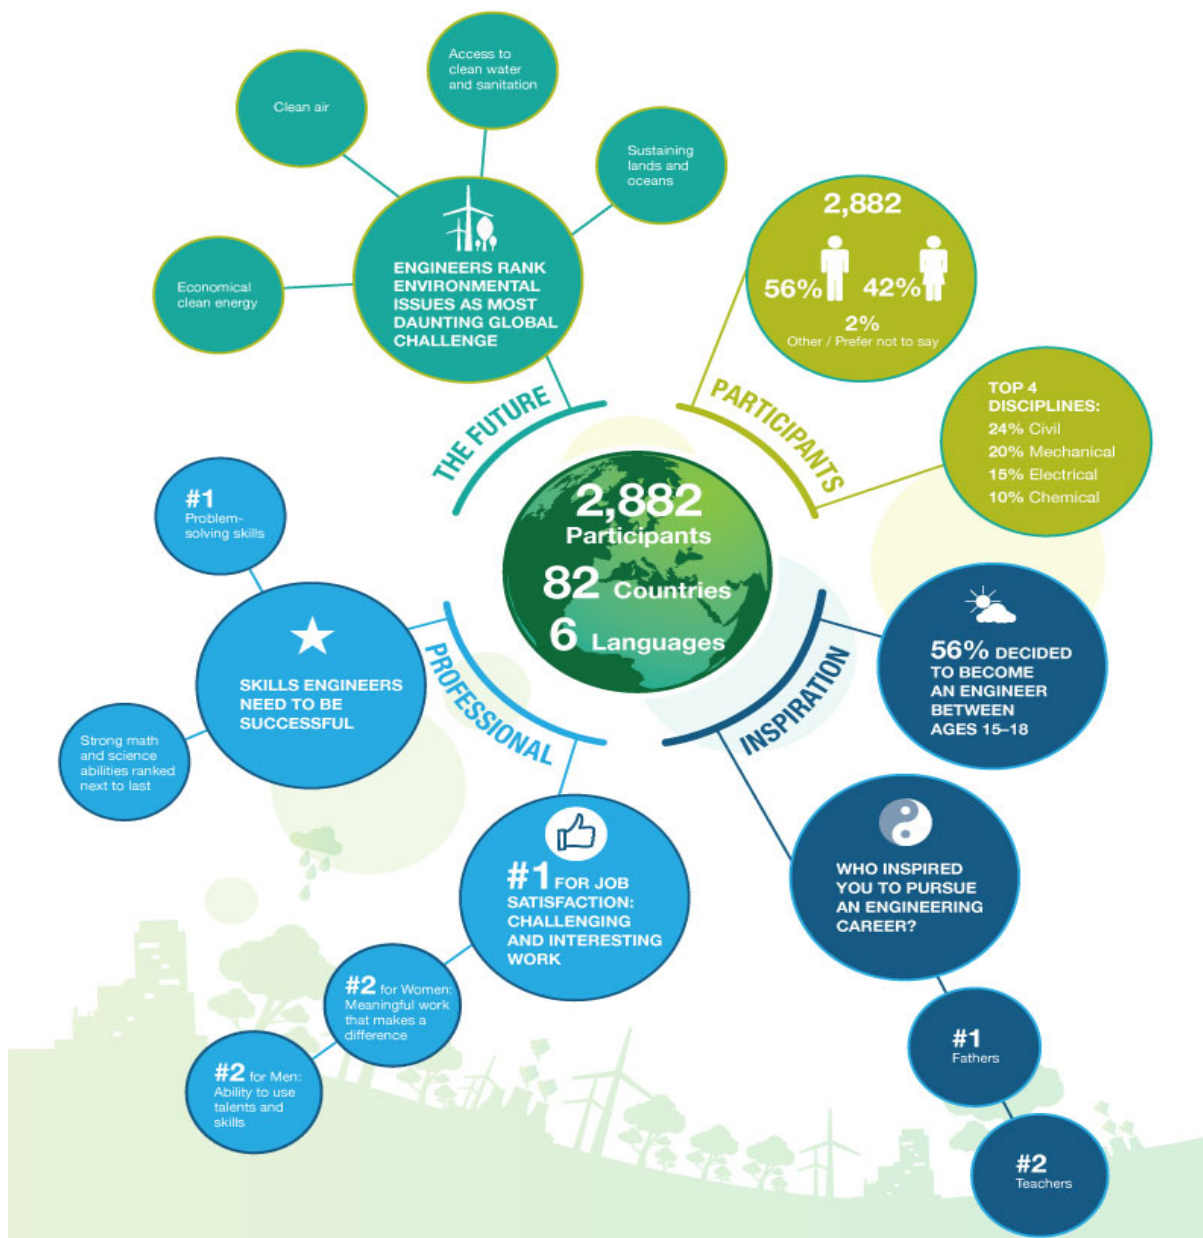 Clean air
Access to
clean water
and sanitation
Sustaining
lands and
oceans
Economical
clean energy
ENGINEERS RANK
ENVIRONMENTAL
ISSUES AS MOST
DAUNTING GLOBAL
CHALLENGE
THE FUTURE
2,882
56% 42%
2%
Other / Prefer not to say
TOP 4
DISCIPLINES:
24% Civil
20% Mechanical
15% Electrical
10% Chemical
PARTICIPANTS
2,882
Participants
82 Countries
6 Languages
#1
Problem-
solving skills
SKILLS ENGINEERS
NEED TO BE
SUCCESSFUL
Strong math
and science
abilities ranked
next to last
PROFESSIONAL
#1 FOR JOB
SATISFACTION:
CHALLENGING
AND INTERESTING
WORK
#2 for Women:
Meaningful work
that makes a
difference
#2 for Men:
Ability to use
talents and
skills
INSPIRATION
56% DECIDED
TO BECOME
AN ENGINEER
BETWEEN
AGES 15–18
WHO INSPIRED
YOU TO PURSUE
AN ENGINEERING
CAREER?
#1
Fathers
#2
Teachers